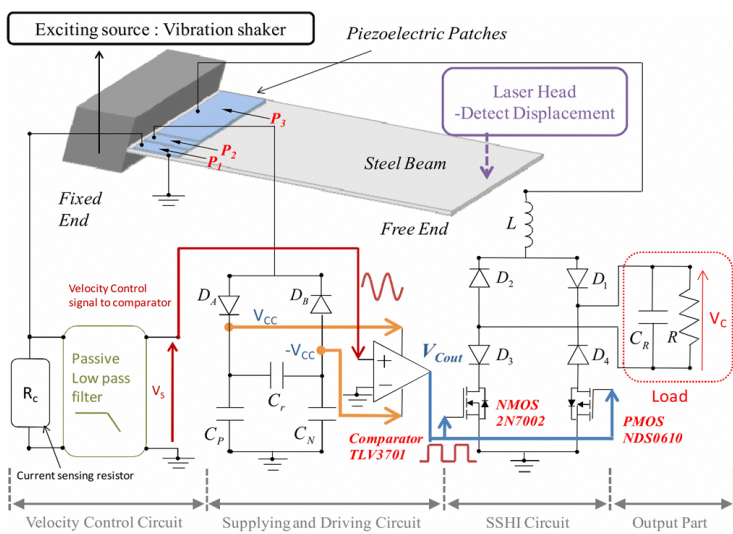 Exciting source : Vibration shaker
Piezoelectric Patches
Laser Head
-Detect Displacement
P3
P2
P1
Steel Beam
Fixed
End
Free End
L
Velocity Control
signal to comparator
DA
DB
D2
D1
VCC
-VCC
VCout
CR
R
VC
Passive
Low pass
filter
Rc
Vs
+
−
D3
D4
Cr
CP
CN
NMOS
2N7002
PMOS
NDS0610
Load
Comparator
TLV3701
Current sensing resistor
Velocity Control Circuit
Supplying and Driving Circuit
SSHI Circuit
Output Part